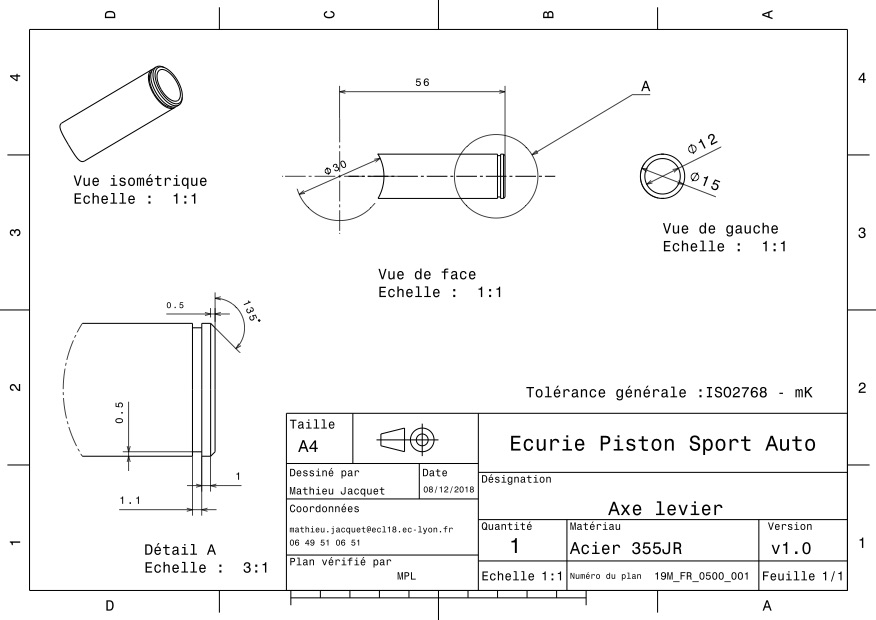 D
C
B
A
4
4
3
3
2
2
1
1
56
A
Φ30
Φ12
Φ15
Vue isométrique
Echelle : 1:1
Vue de gauche
Echelle : 1:1
Vue de face
Echelle : 1:1
0.5
135°
0.5
1
1.1
Détail A
Echelle : 3:1
Tolérance générale :ISO2768 - mK
Taille
A4
Ecurie Piston Sport Auto
Dessiné par
Mathieu Jacquet
Date
08/12/2018
Désignation
Axe levier
Coordonnées
mathieu.jacquet@ecl18.ec-lyon.fr
06 49 51 06 51
Quantité
1
Matériau
Acier 355JR
Version
v1.0
Plan vérifié par
MPL
Echelle 1:1
Numéro du plan 19M_FR_0500_001
Feuille 1/1
D
A